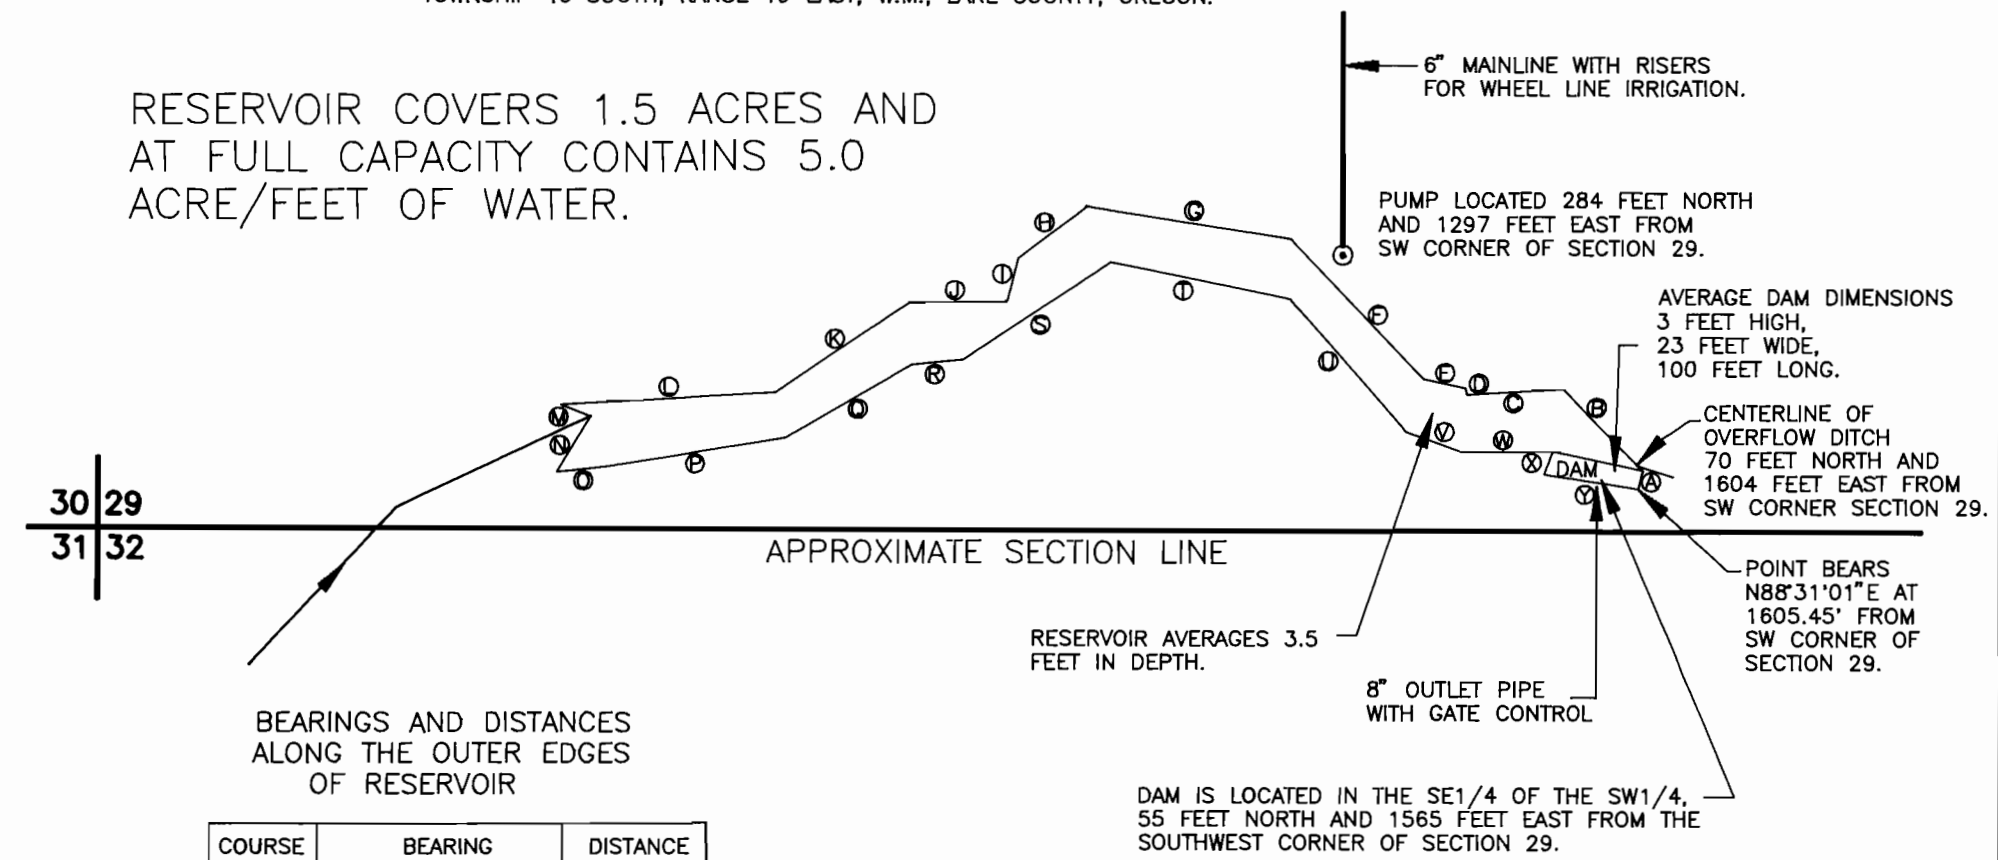 6" MAINLINE WITH RISERS
FOR WHEEL LINE IRRIGATION.
RESERVOIR COVERS 1.5 ACRES AND
AT FULL CAPACITY CONTAINS 5.0
ACRE/FEET OF WATER.
PUMP LOCATED 284 FEET NORTH
AND 1297 FEET EAST FROM
SW CORNER OF SECTION 29.
AVERAGE DAM DIMENSIONS
3 FEET HIGH,
23 FEET WIDE,
100 FEET LONG.
H
G
I
J
K
S
T
F
U
L
R
E
D
C
B
M
Q
N
V
W
P
O
X
DAM
A
Y
CENTERLINE OF
OVERFLOW DITCH
70 FEET NORTH AND
1604 FEET EAST FROM
SW CORNER SECTION 29.
30 29
31 32
APPROXIMATE SECTION LINE
POINT BEARS
N88°31'01"E AT
1605.45' FROM
SW CORNER OF
SECTION 29.
RESERVOIR AVERAGES 3.5
FEET IN DEPTH.
8" OUTLET PIPE
WITH GATE CONTROL
BEARINGS AND DISTANCES
ALONG THE OUTER EDGES
OF RESERVOIR
DAM IS LOCATED IN THE SE1/4 OF THE SW1/4,
55 FEET NORTH AND 1565 FEET EAST FROM THE
SOUTHWEST CORNER OF SECTION 29.
COURSE BEARING DISTANCE